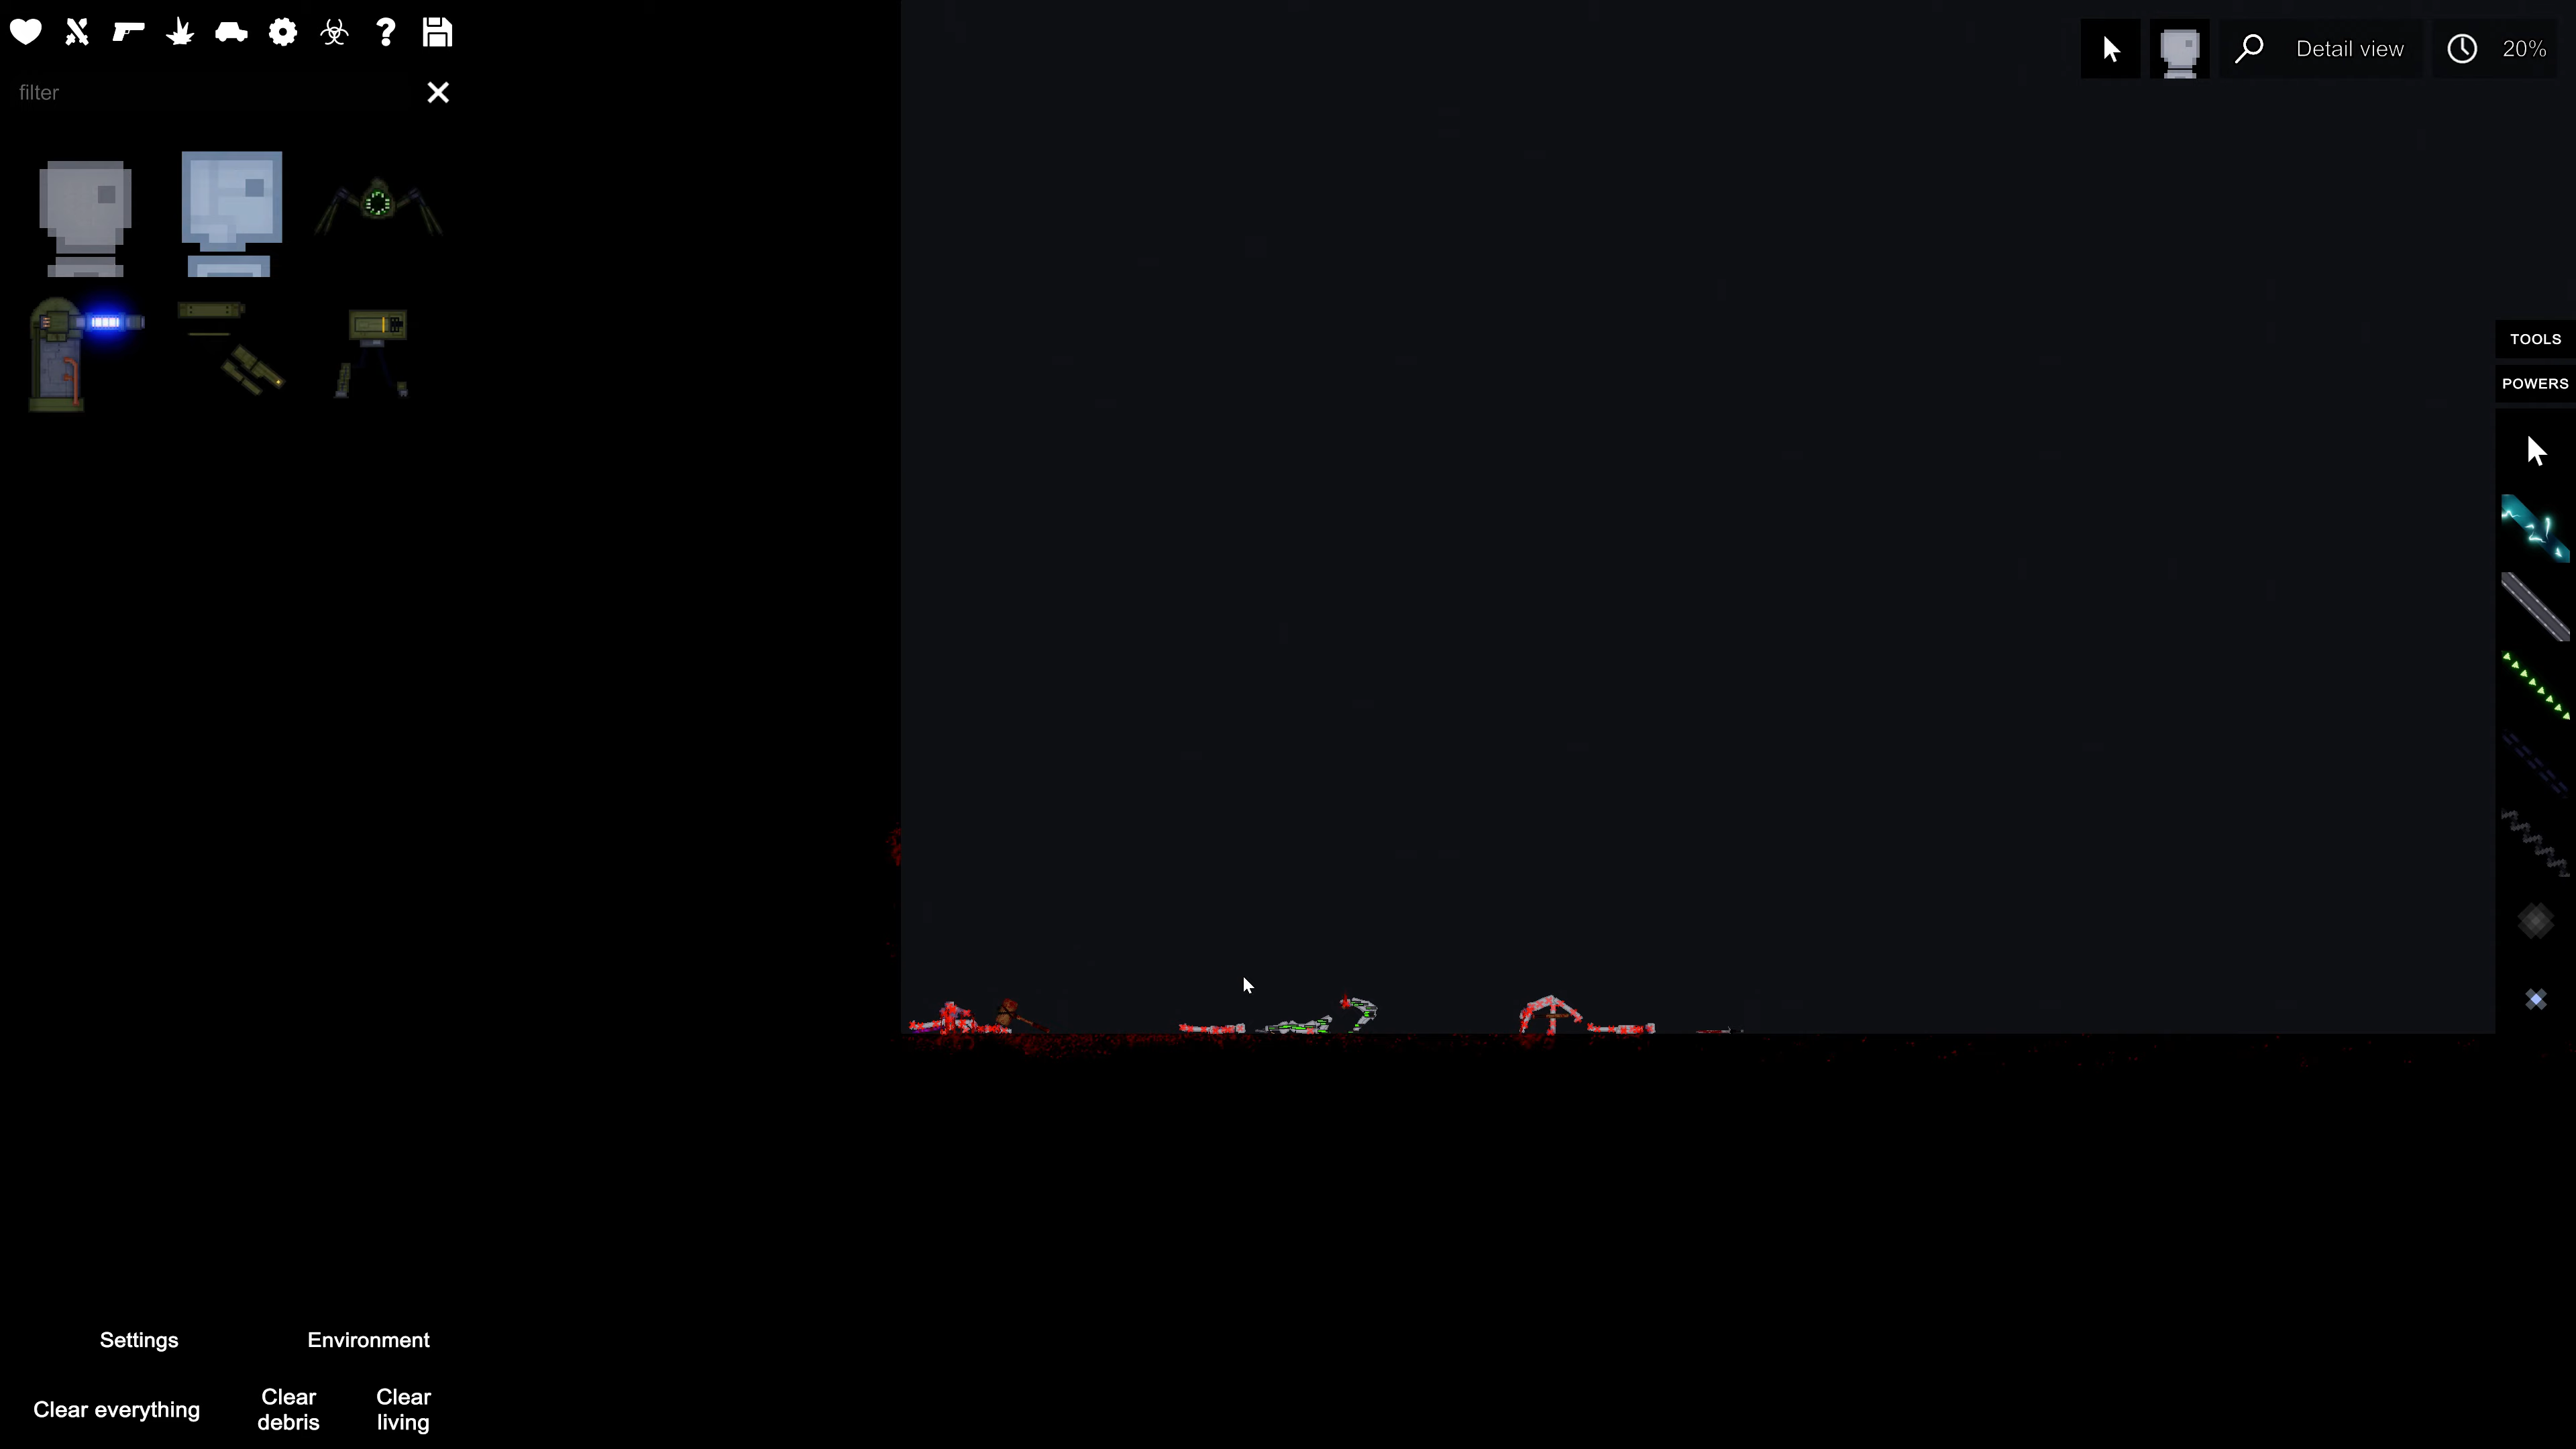 filter
Detail view
20%
TOOLS
POWERS
Settings
Environment
Clear everything
Clear
debris
Clear
living